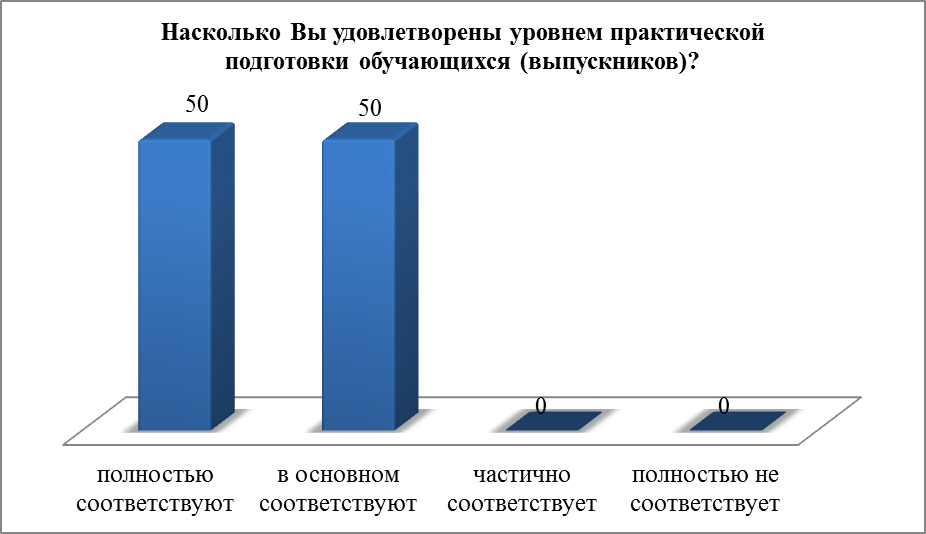 Насколько Вы удовлетворены уровнем практической
подготовки обучающихся (выпускников)?
50
50
0
0
полностью
соответствуют
в основном
соответствуют
частично
соответствует
полностью не
соответствует